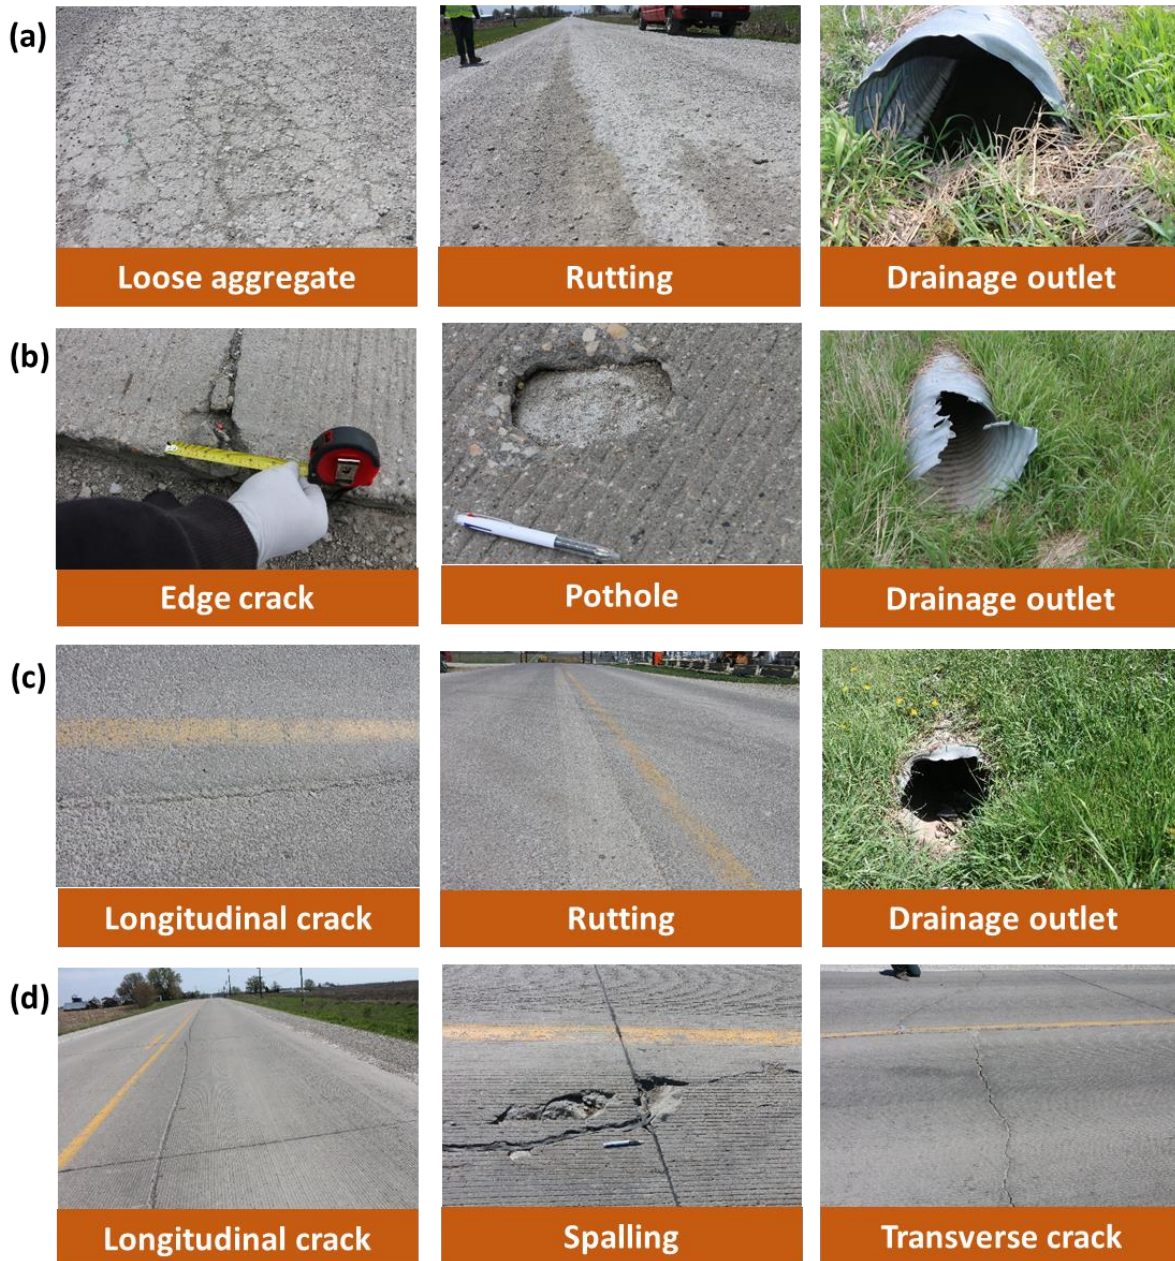 (a)
Loose aggregate
Rutting
Drainage outlet
(b)
Edge crack
Pothole
Drainage outlet
(c)
Longitudinal crack
Rutting
Drainage outlet
(d)
Longitudinal crack
Spalling
Transverse crack